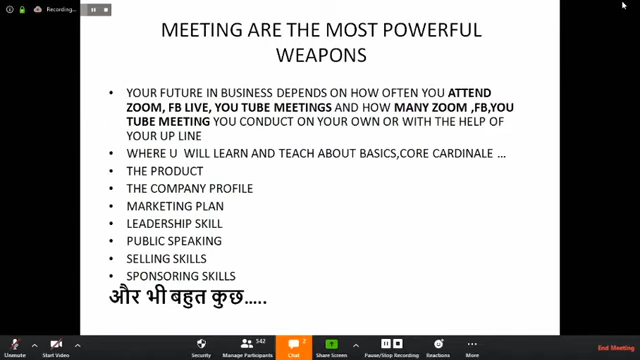 Recording...
MEETING ARE THE MOST POWERFUL
WEAPONS
• YOUR FUTURE IN BUSINESS DEPENDS ON HOW OFTEN YOU ATTEND
ZOOM, FB LIVE, YOU TUBE MEETINGS AND HOW MANY ZOOM ,FB,YOU
TUBE MEETING YOU CONDUCT ON YOUR OWN OR WITH THE HELP OF
YOUR UP LINE
• WHERE U WILL LEARN AND TEACH ABOUT BASICS,CORE CARDINALE ...
• THE PRODUCT
• THE COMPANY PROFILE
• MARKETING PLAN
• LEADERSHIP SKILL
• PUBLIC SPEAKING
• SELLING SKILLS
• SPONSORING SKILLS
और भी बहुत कुछ.....
542
2
Unmute
Start Video
Security
Manage Participants
Chat
Share Screen
Pause/Stop Recording
Reactions
More
End Meeting